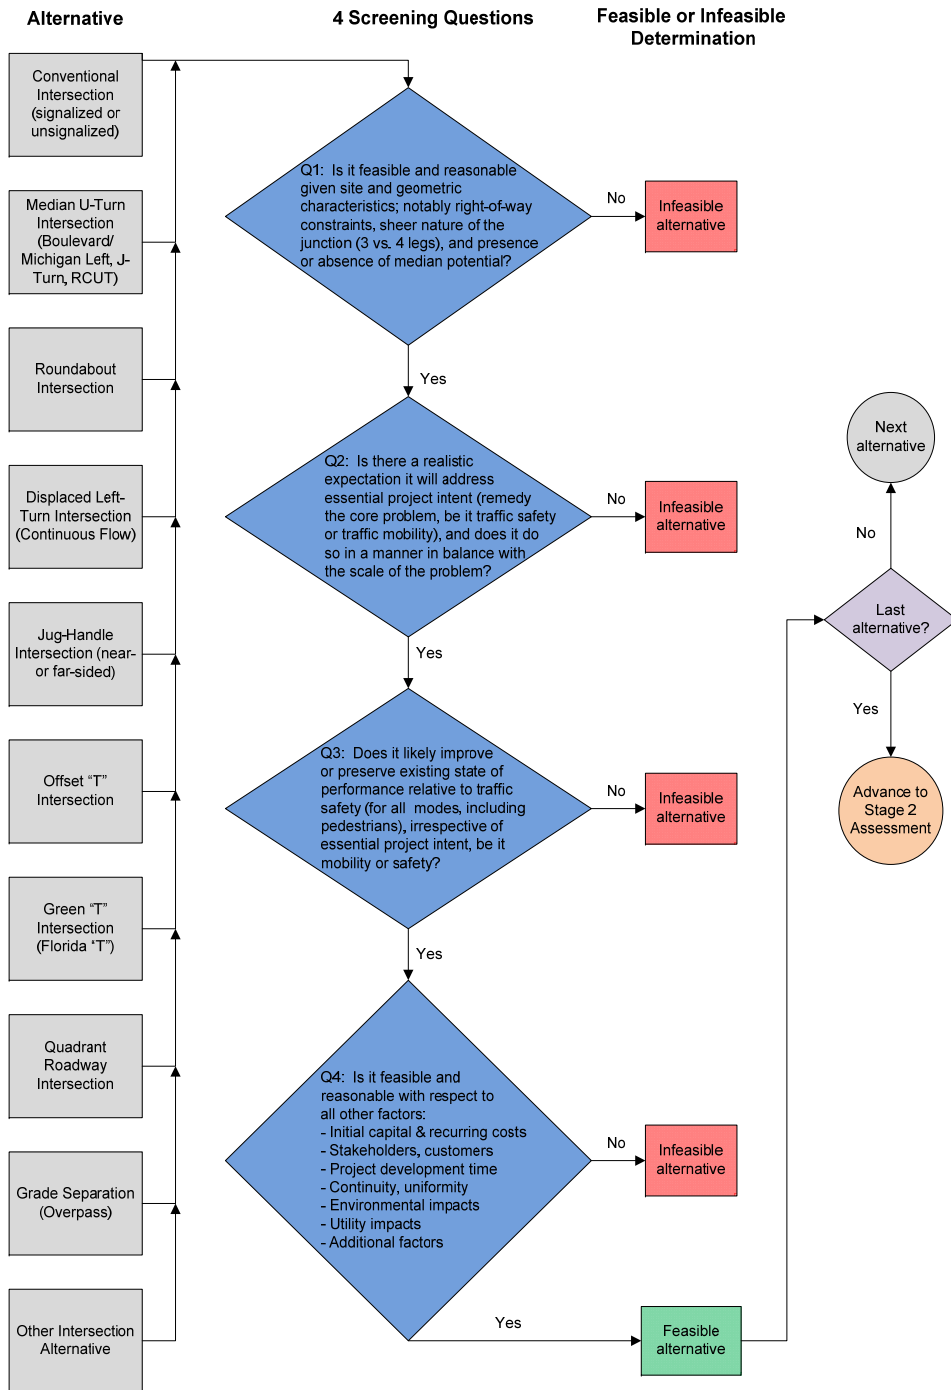 Alternative
4 Screening Questions
Feasible or Infeasible
Determination
Conventional
Intersection
(signalized or
unsignalized)
Median U-Turn
Intersection
(Boulevard/
Michigan Left, J-
Turn, RCUT)
Roundabout
Intersection
Displaced Left-
Turn Intersection
(Continuous Flow)
Jug-Handle
Intersection (near-
or far-sided)
Offset “T”
Intersection
Green “T”
Intersection
(Florida “T”)
Quadrant
Roadway
Intersection
Grade Separation
(Overpass)
Other Intersection
Alternative
Q1: Is it feasible and reasonable
given site and geometric
characteristics; notably right-of-way
constraints, sheer nature of the
junction (3 vs. 4 legs), and presence
or absence of median potential?
No
Infeasible
alternative
Yes
Q2: Is there a realistic
expectation it will address
essential project intent (remedy
the core problem, be it traffic safety
or traffic mobility), and does it do
so in a manner in balance with
the scale of the problem?
No
Infeasible
alternative
Yes
Q3: Does it likely improve
or preserve existing state of
performance relative to traffic
safety (for all modes, including
pedestrians), irrespective of
essential project intent, be it
mobility or safety?
No
Infeasible
alternative
Yes
Q4: Is it feasible and
reasonable with respect to
all other factors:
- Initial capital & recurring costs
- Stakeholders, customers
- Project development time
- Continuity, uniformity
- Environmental impacts
- Utility impacts
- Additional factors
No
Infeasible
alternative
Yes
Feasible
alternative
Next
alternative
No
Last
alternative?
Yes
Advance to
Stage 2
Assessment